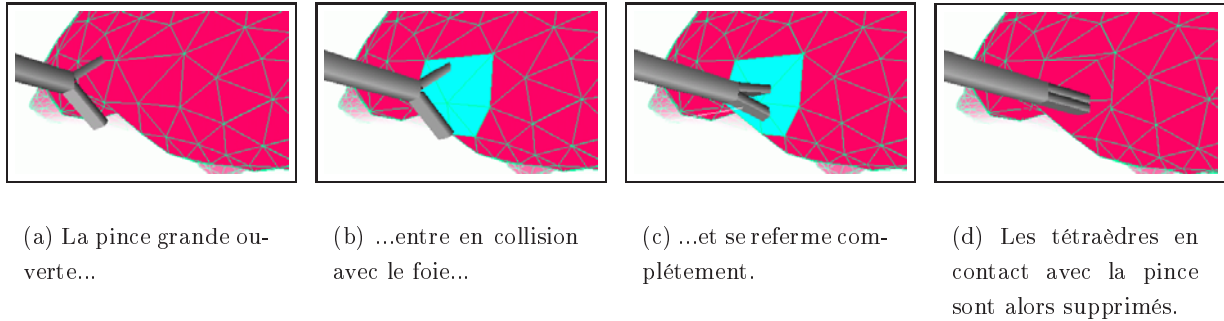 (a) La pince grande ou-
verte...
(b) ...entre en collision
avec le foie...
(c) ...et se referme com-
plétement.
(d) Les tétraèdres en
contact avec la pince
sont alors supprimés.